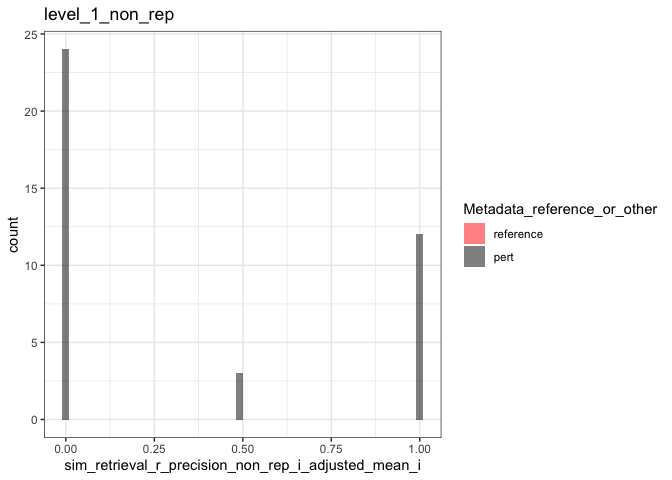 level_1_non_rep
25
20
15
10
5
0
count
0.00 0.25 0.50 0.75 1.00
sim_retrieval_r_precision_non_rep_i_adjusted_mean_i
Metadata_reference_or_other
reference
pert